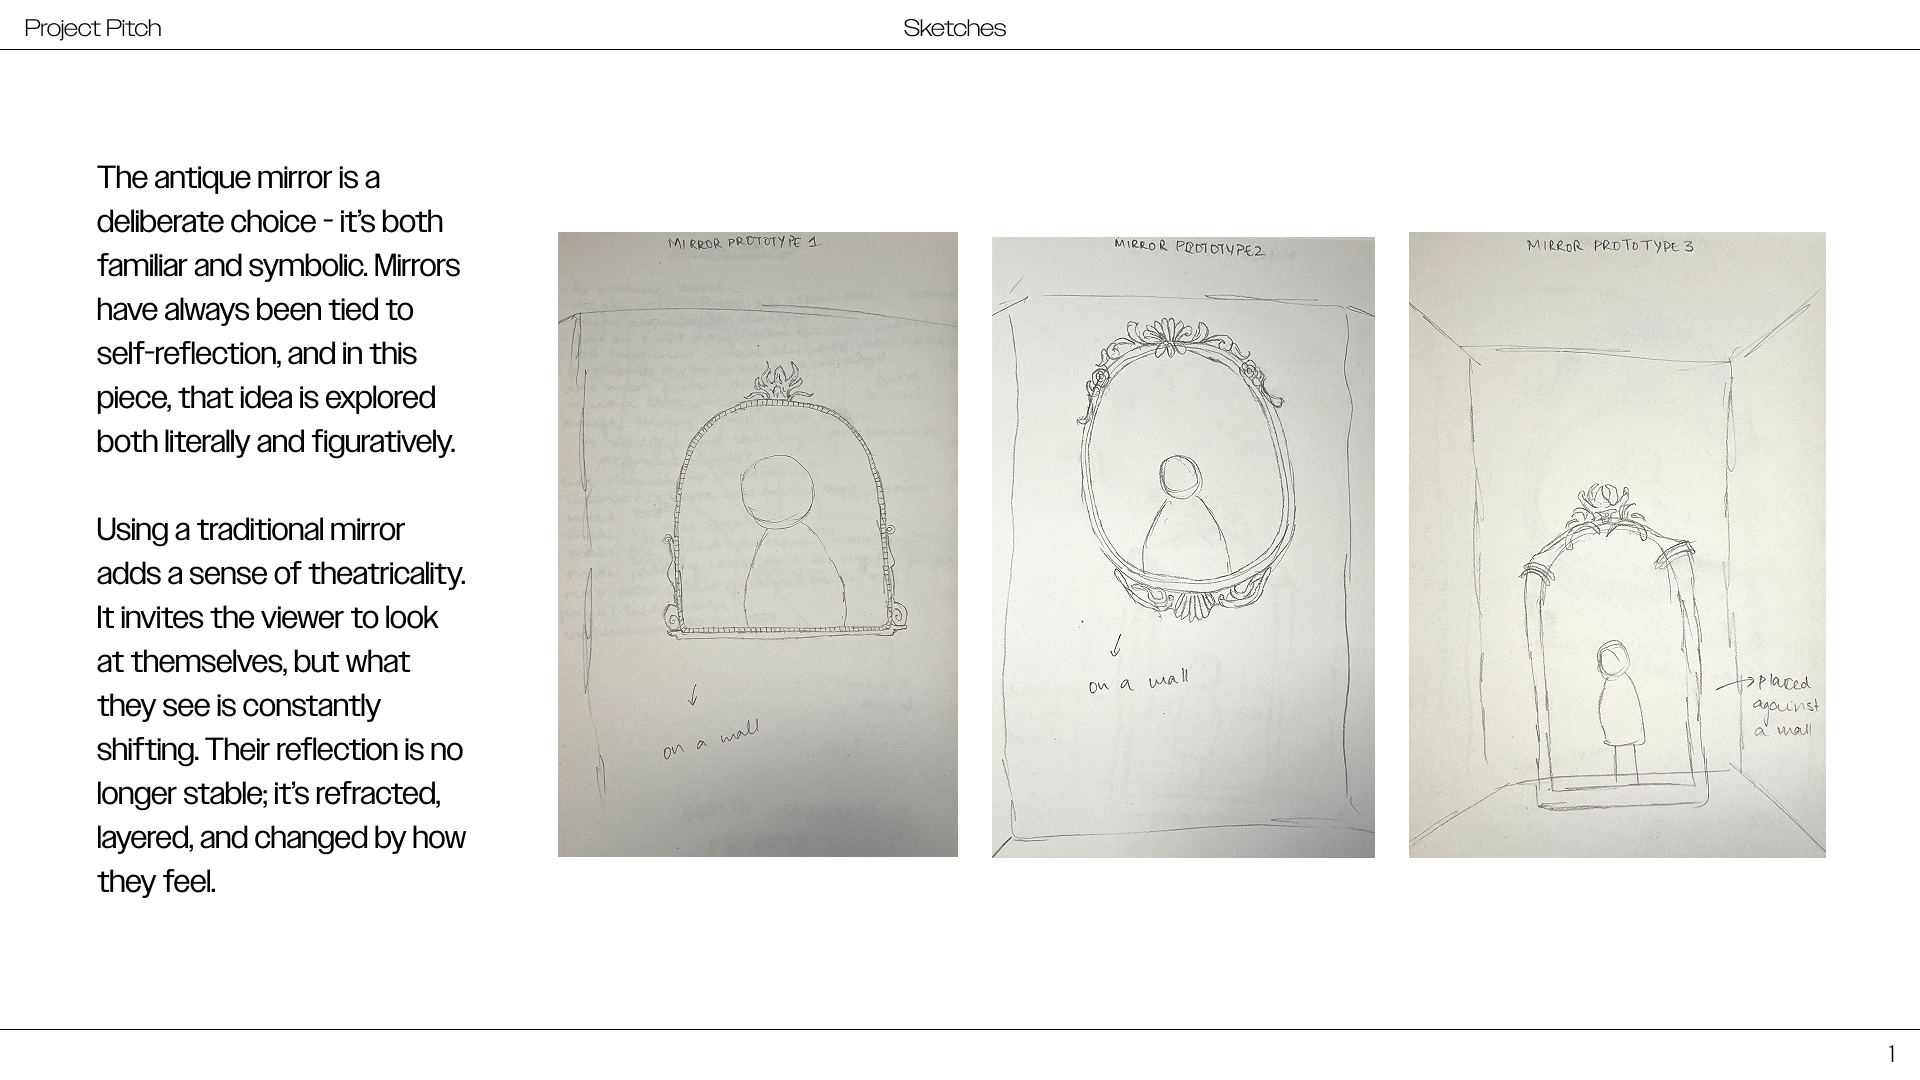 Project Pitch
Sketches
The antique mirror is a
deliberate choice - it’s both
familiar and symbolic. Mirrors
have always been tied to
self-reflection, and in this
piece, that idea is explored
both literally and figuratively.
Using a traditional mirror
adds a sense of theatricality.
It invites the viewer to look
at themselves, but what
they see is constantly
shifting. Their reflection is no
longer stable; it’s refracted,
layered, and changed by how
they feel.
MIRROR PROTOTYPE 1
on a wall
MIRROR PROTOTYPE 2
on a wall
MIRROR PROTOTYPE 3
placed
against
a wall
1